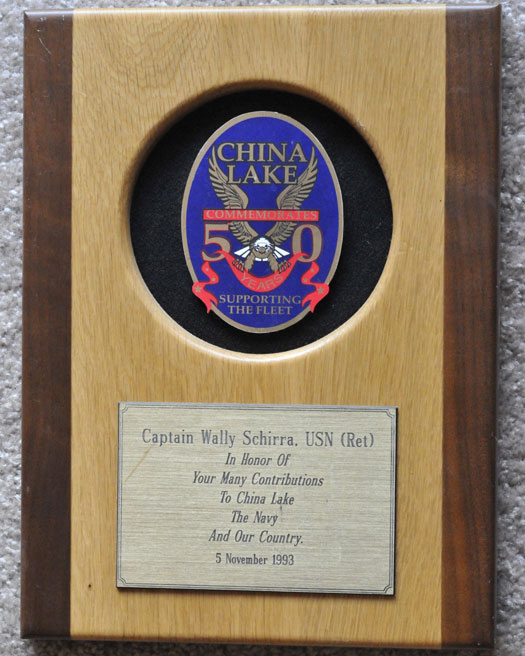 CHINA
LAKE
COMMEMORATES
50
YEARS
SUPPORTING
THE FLEET
Captain Wally Schirra, USN (Ret)
In Honor Of
Your Many Contributions
To China Lake
The Navy
And Our Country.
5 November 1993